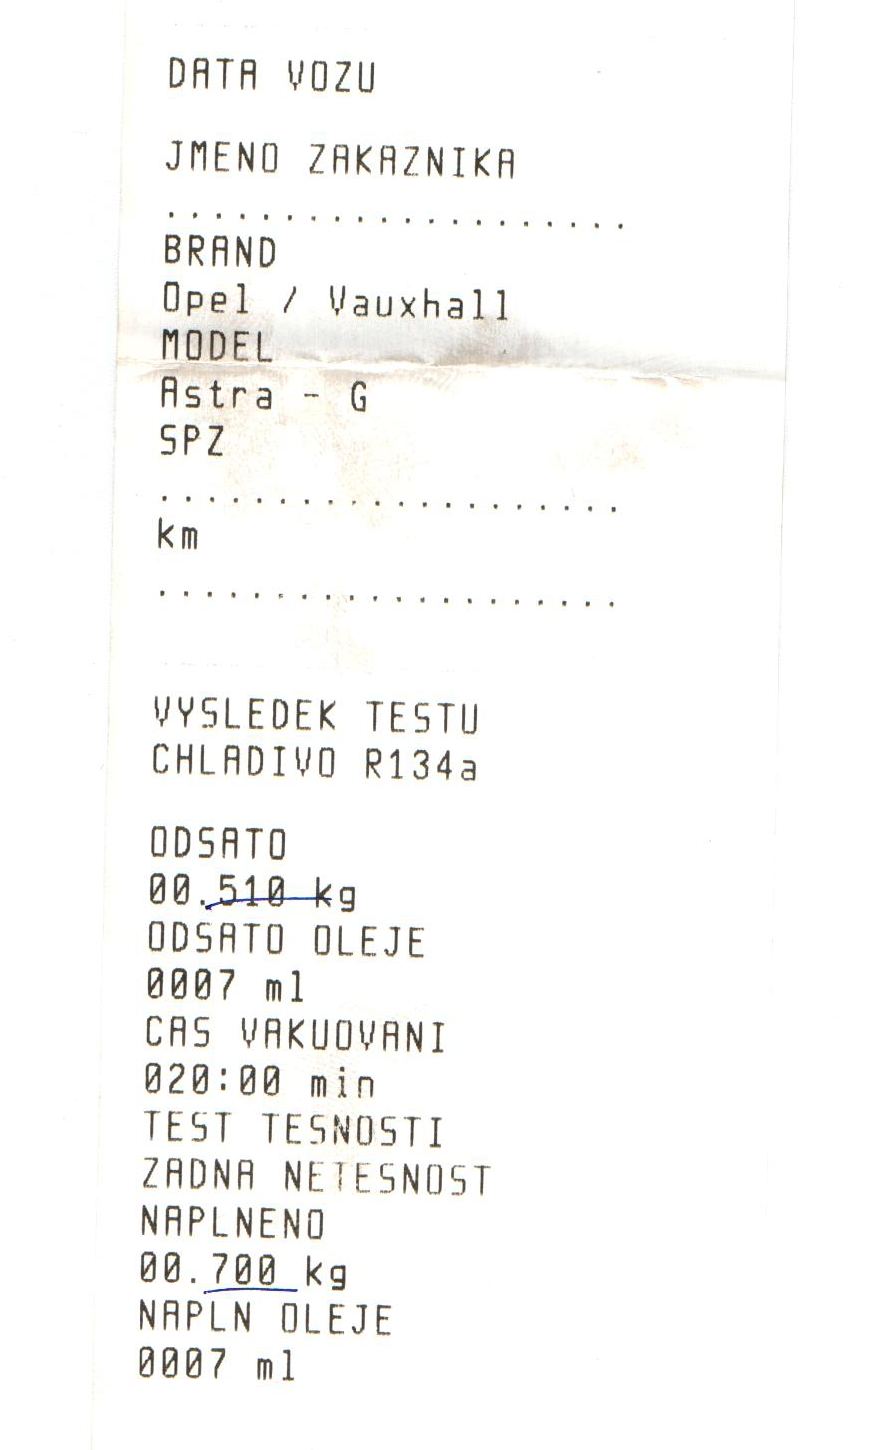 DATA VOZU
JMENO ZAKAZNIKA
....................
BRAND
Opel / Vauxhall
MODEL
Astra - G
SPZ
....................
km
....................
VYSLEDEK TESTU
CHLADIVO R134a
ODSATO
00.510 kg
ODSATO OLEJE
0007 ml
CAS VAKUOVANI
020:00 min
TEST TESNOSTI
ZADNA NETESNOST
NAPLNENO
00.700 kg
NAPLN OLEJE
0007 ml